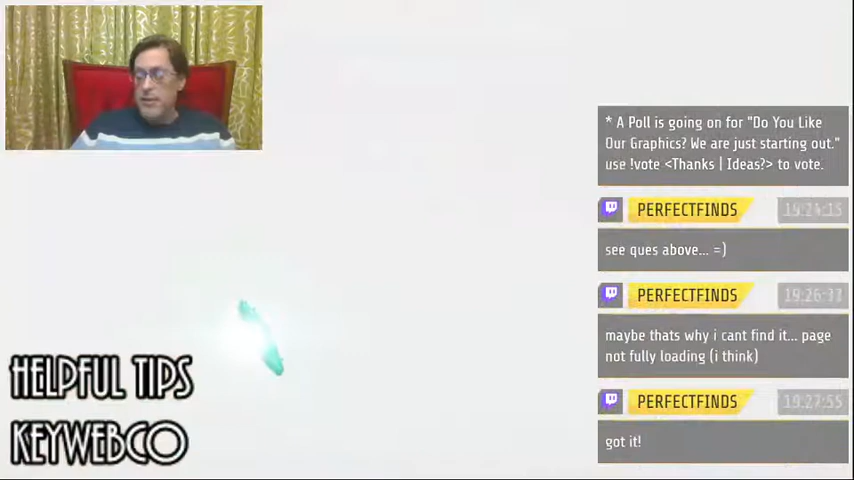 * A Poll is going on for "Do You Like
Our Graphics? We are just starting out."
use !vote <Thanks | Ideas?> to vote.
PERFECTFINDS 19:24:15
see ques above... =)
PERFECTFINDS 19:26:33
maybe thats why i cant find it... page
not fully loading (i think)
PERFECTFINDS 19:27:55
got it!
HELPFUL TIPS
KEYWEBCO